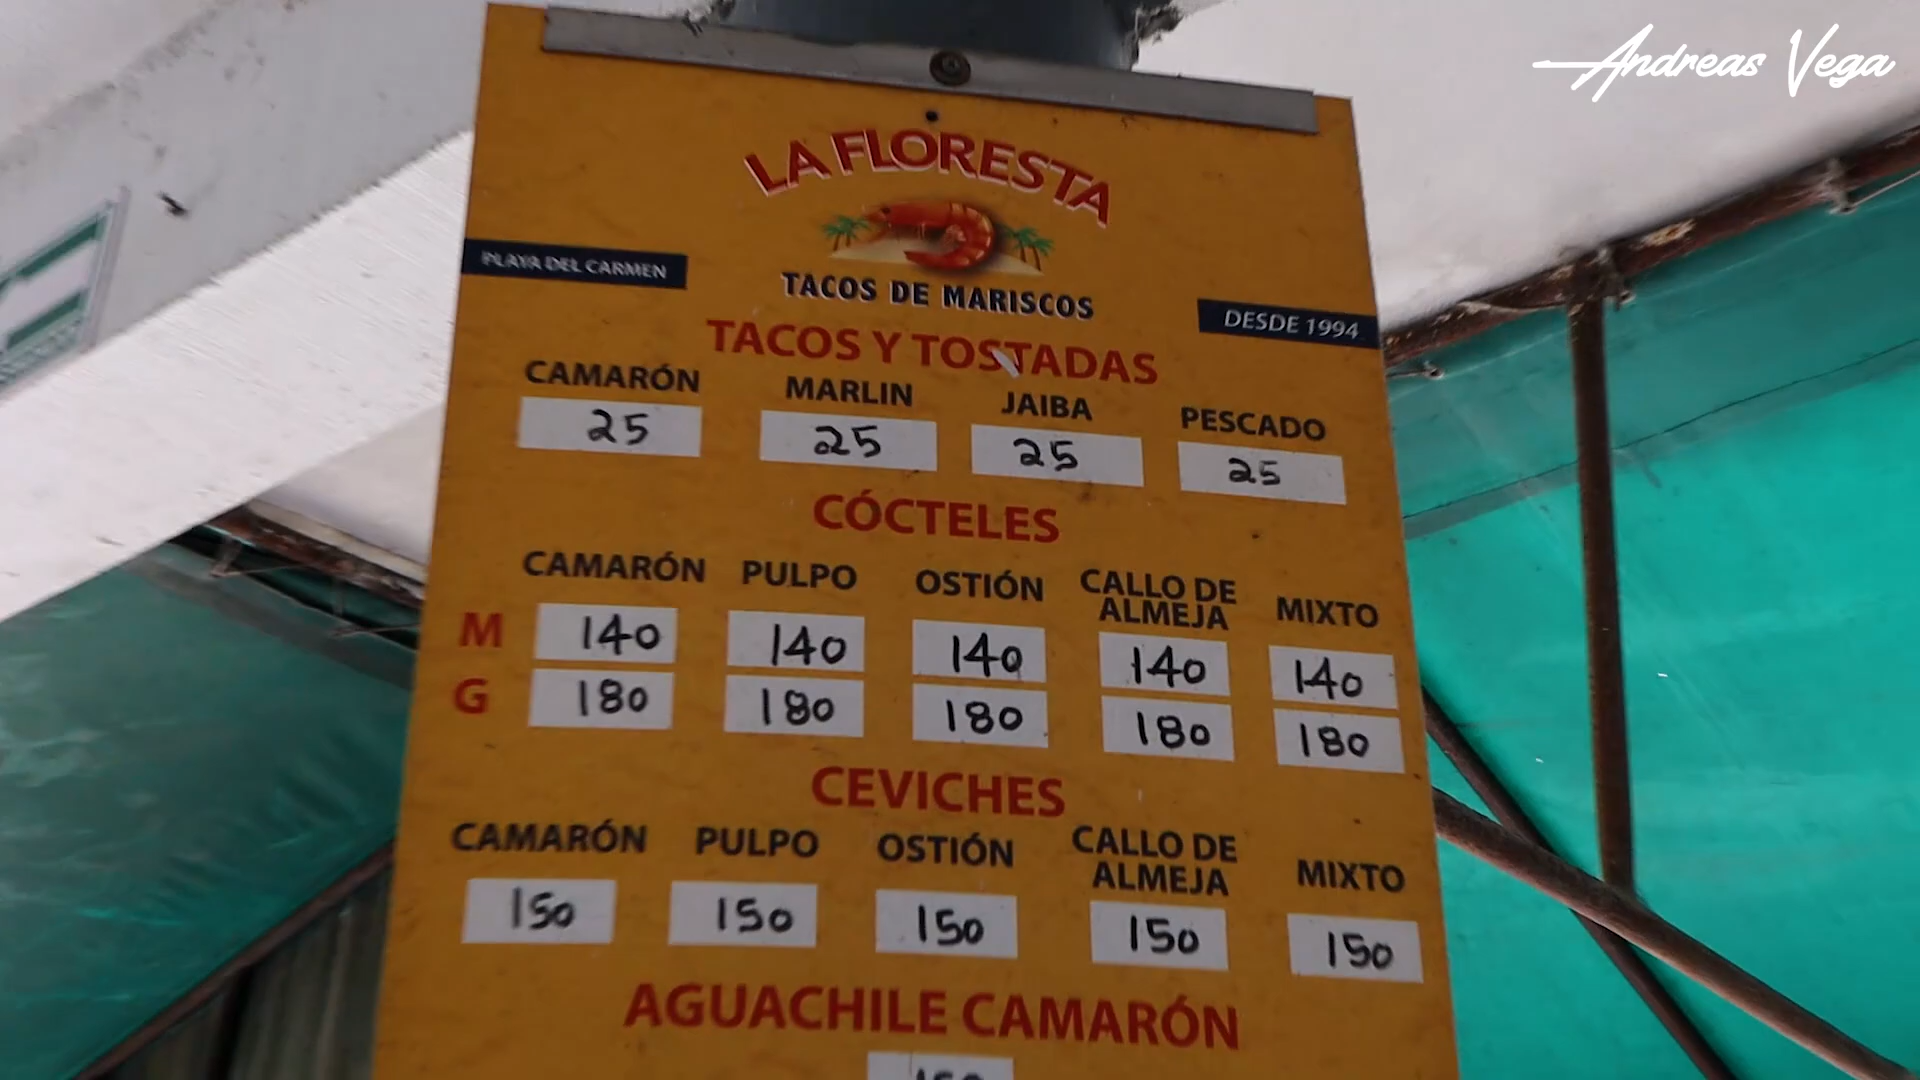 Andreas Vega
LA FLORESTA
PLAYA DEL CARMEN
TACOS DE MARISCOS
DESDE 1994
TACOS Y TOSTADAS
CAMARÓN MARLIN JAIBA PESCADO
25 25 25 25
CÓCTELES
CAMARÓN PULPO OSTIÓN CALLO DE ALMEJA MIXTO
M 140 140 140 140 140
G 180 180 180 180 180
CEVICHES
CAMARÓN PULPO OSTIÓN CALLO DE ALMEJA MIXTO
150 150 150 150 150
AGUACHILE CAMARÓN